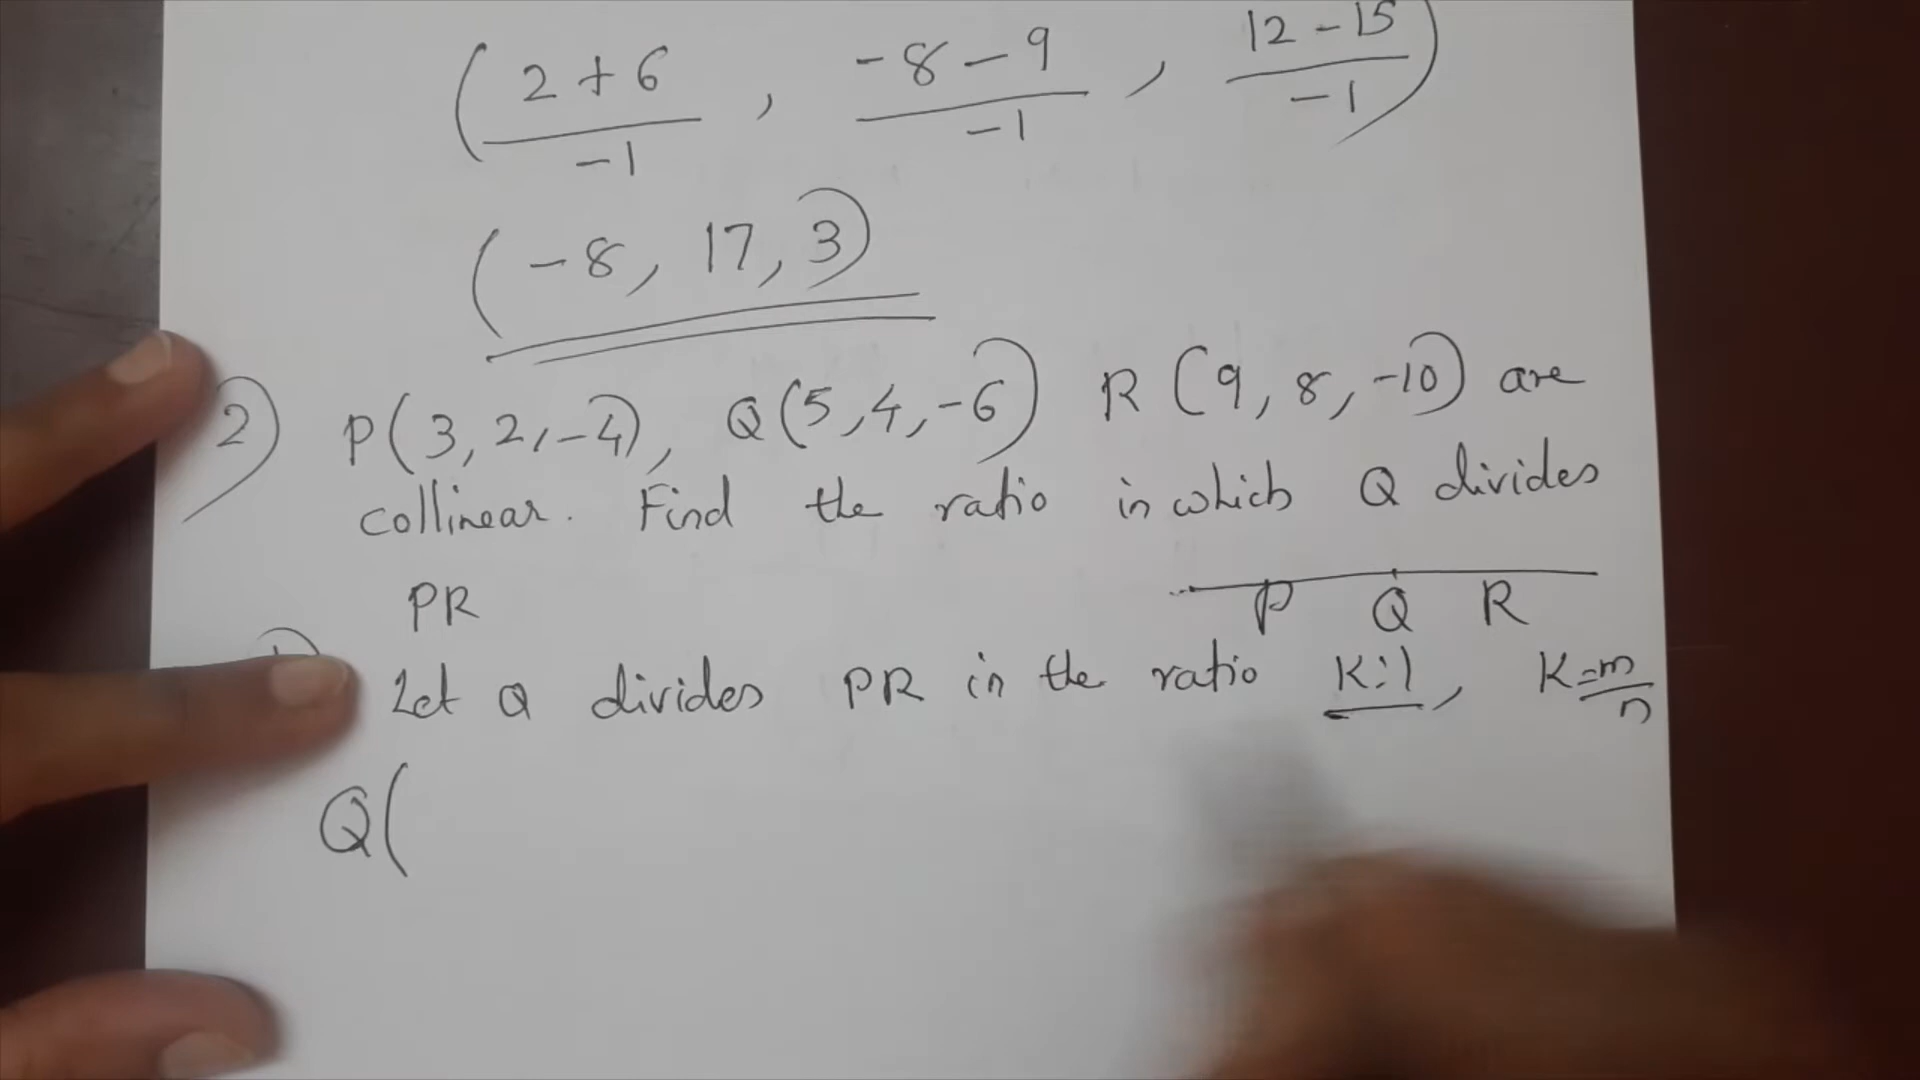 (2+6/-1, -8-9/-1, 12-15/-1)
(-8, 17, 3)
2) P(3, 2, -4), Q(5, 4, -6) R(9, 8, -10) are
collinear. Find the ratio in which Q divides
PR
P Q R
Let Q divides PR in the ratio K:1, K=m/n
Q(